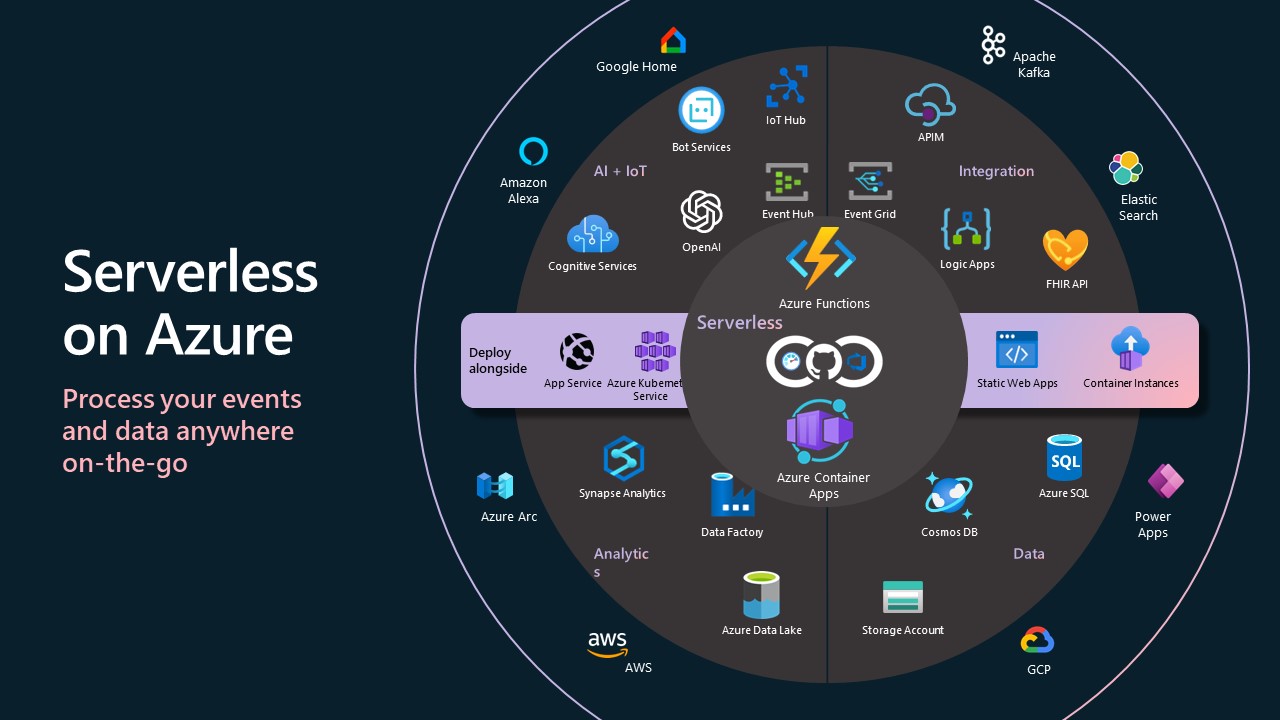 Serverless
on Azure
Process your events
and data anywhere
on-the-go
Google Home
Apache
Kafka
IoT Hub
APIM
Bot Services
AI + IoT
Integration
Amazon
Alexa
Elastic
Search
Event Hub
Event Grid
OpenAI
Cognitive Services
Logic Apps
FHIR API
Azure Functions
Serverless
Deploy
alongside
App Service
Azure Kubernet
Service
Static Web Apps
Container Instances
Azure Container
Apps
SQL
Synapse Analytics
Azure SQL
Azure Arc
Data Factory
Cosmos DB
Power
Apps
Analytic
s
Data
Azure Data Lake
Storage Account
aws
AWS
GCP